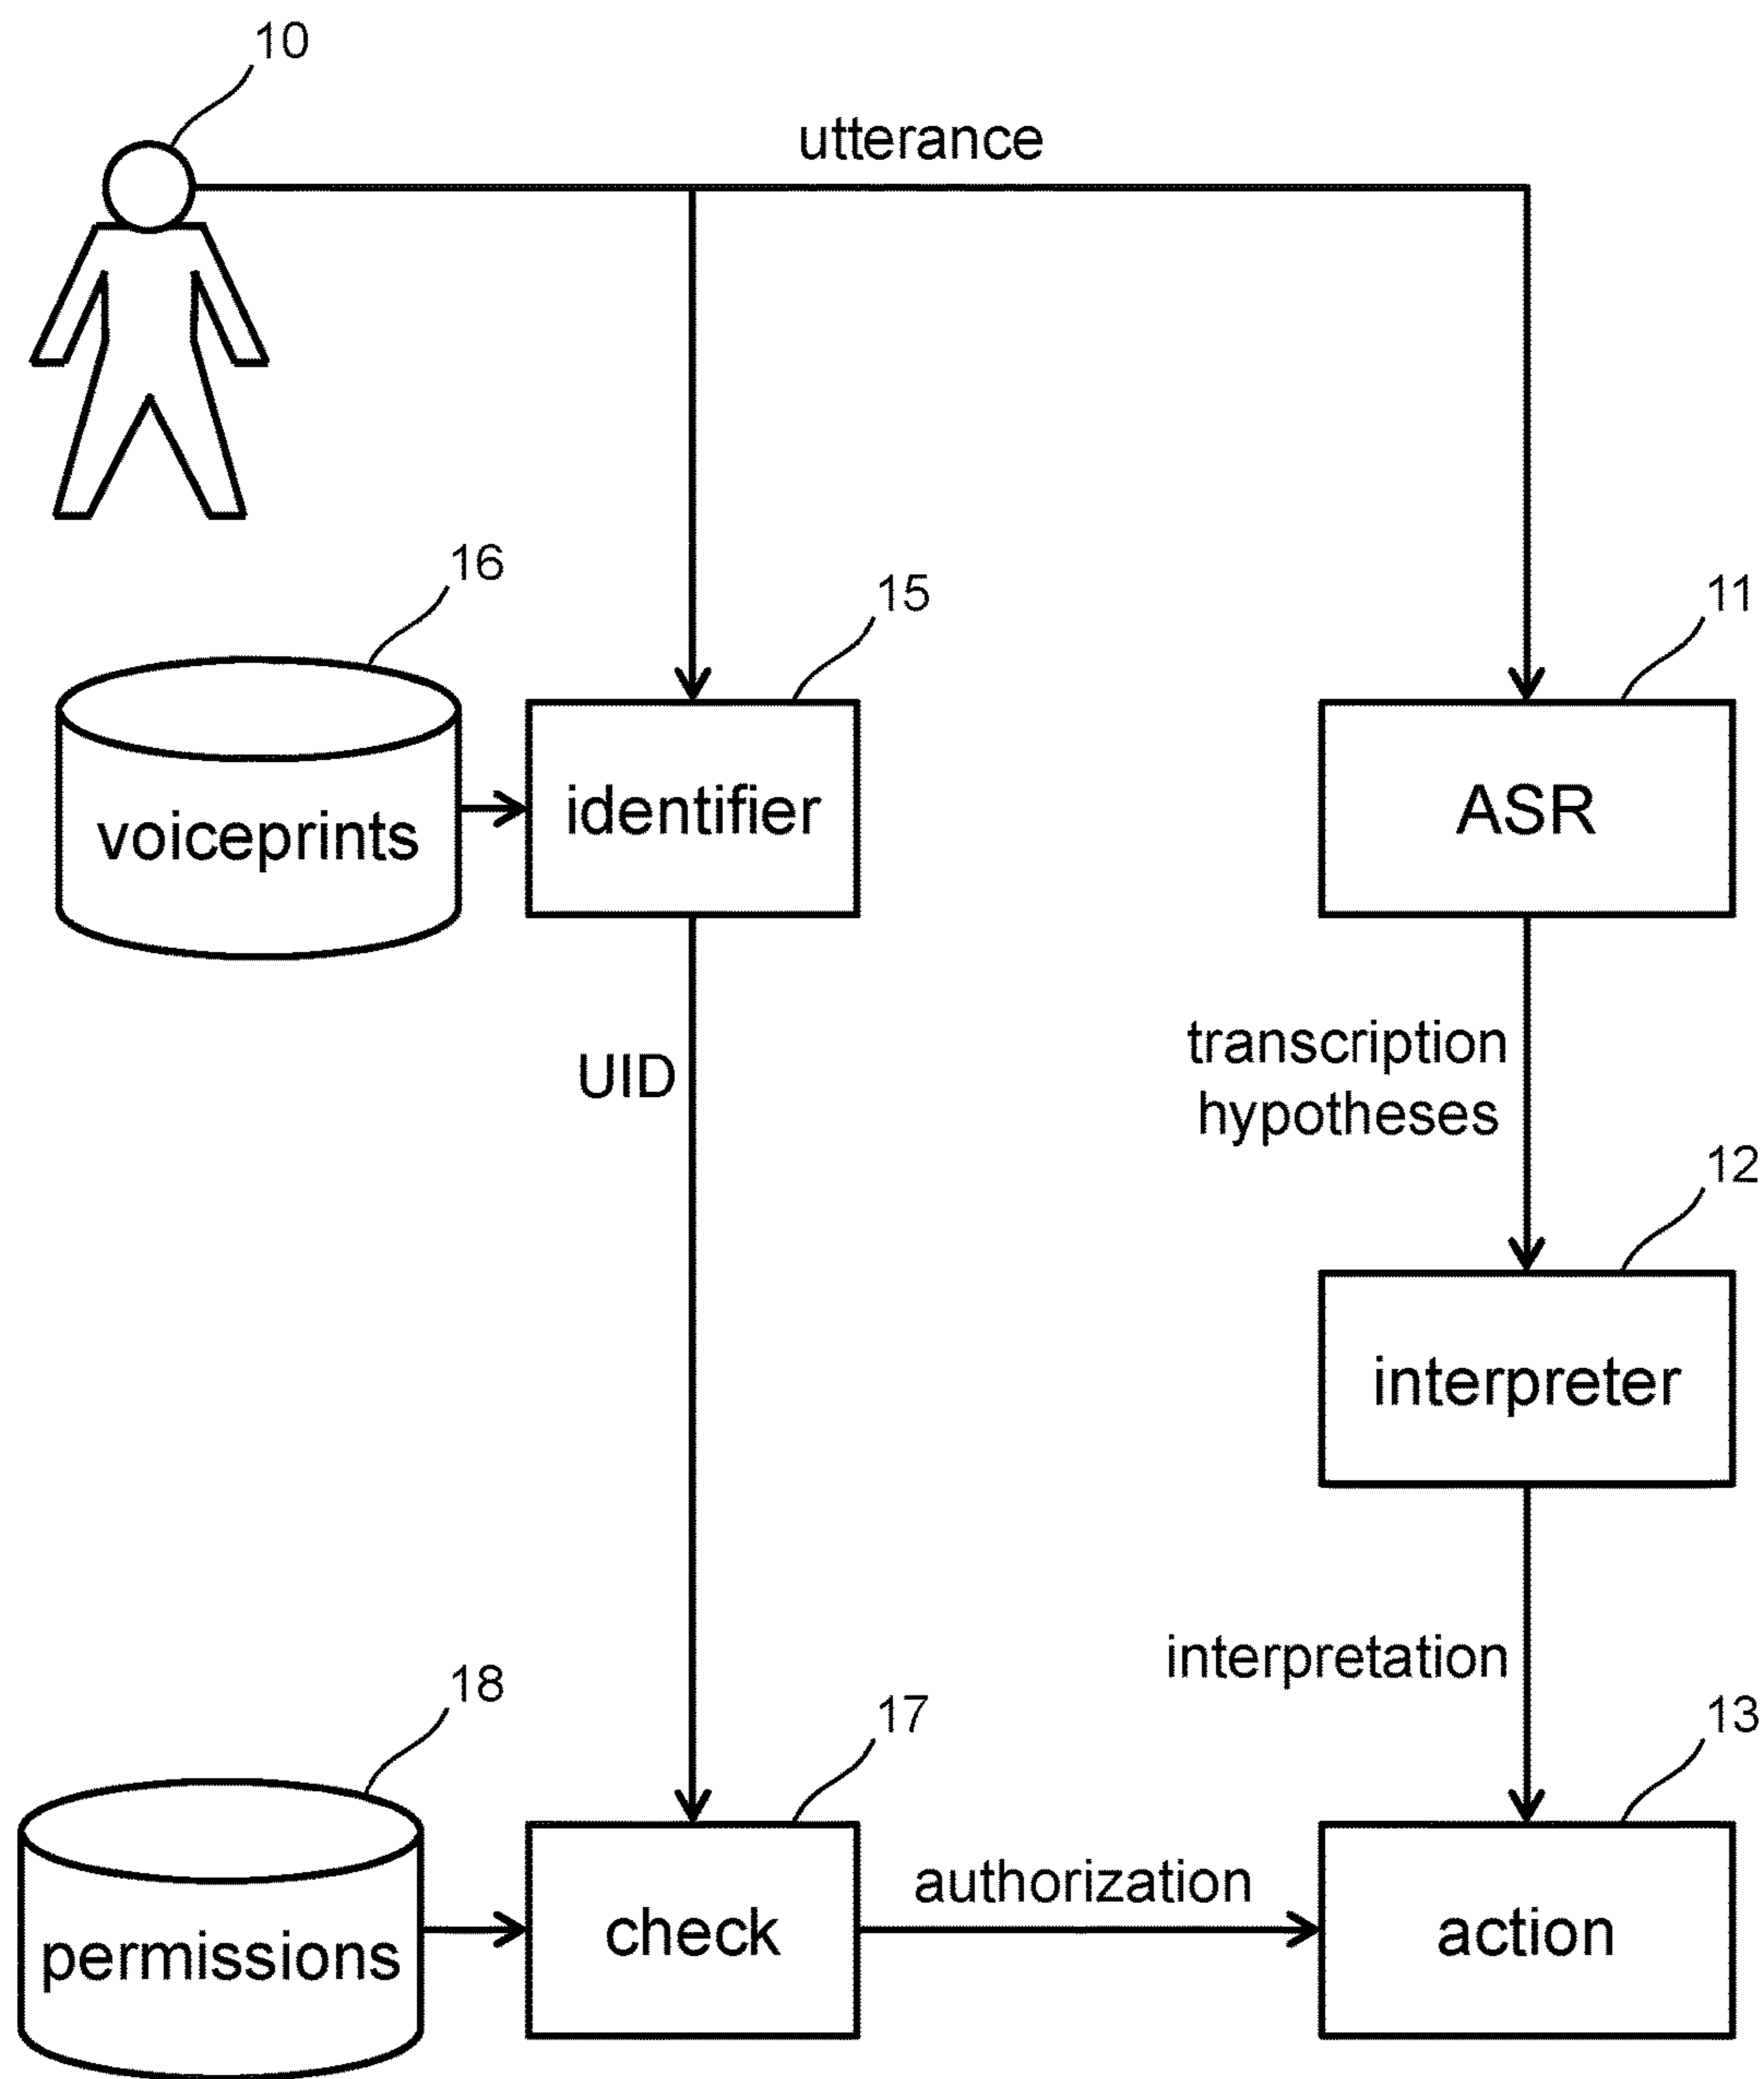 10
utterance
16
15
11
voiceprints
identifier
ASR
UID
transcription
hypotheses
12
interpreter
interpretation
18
17
13
permissions
check
authorization
action